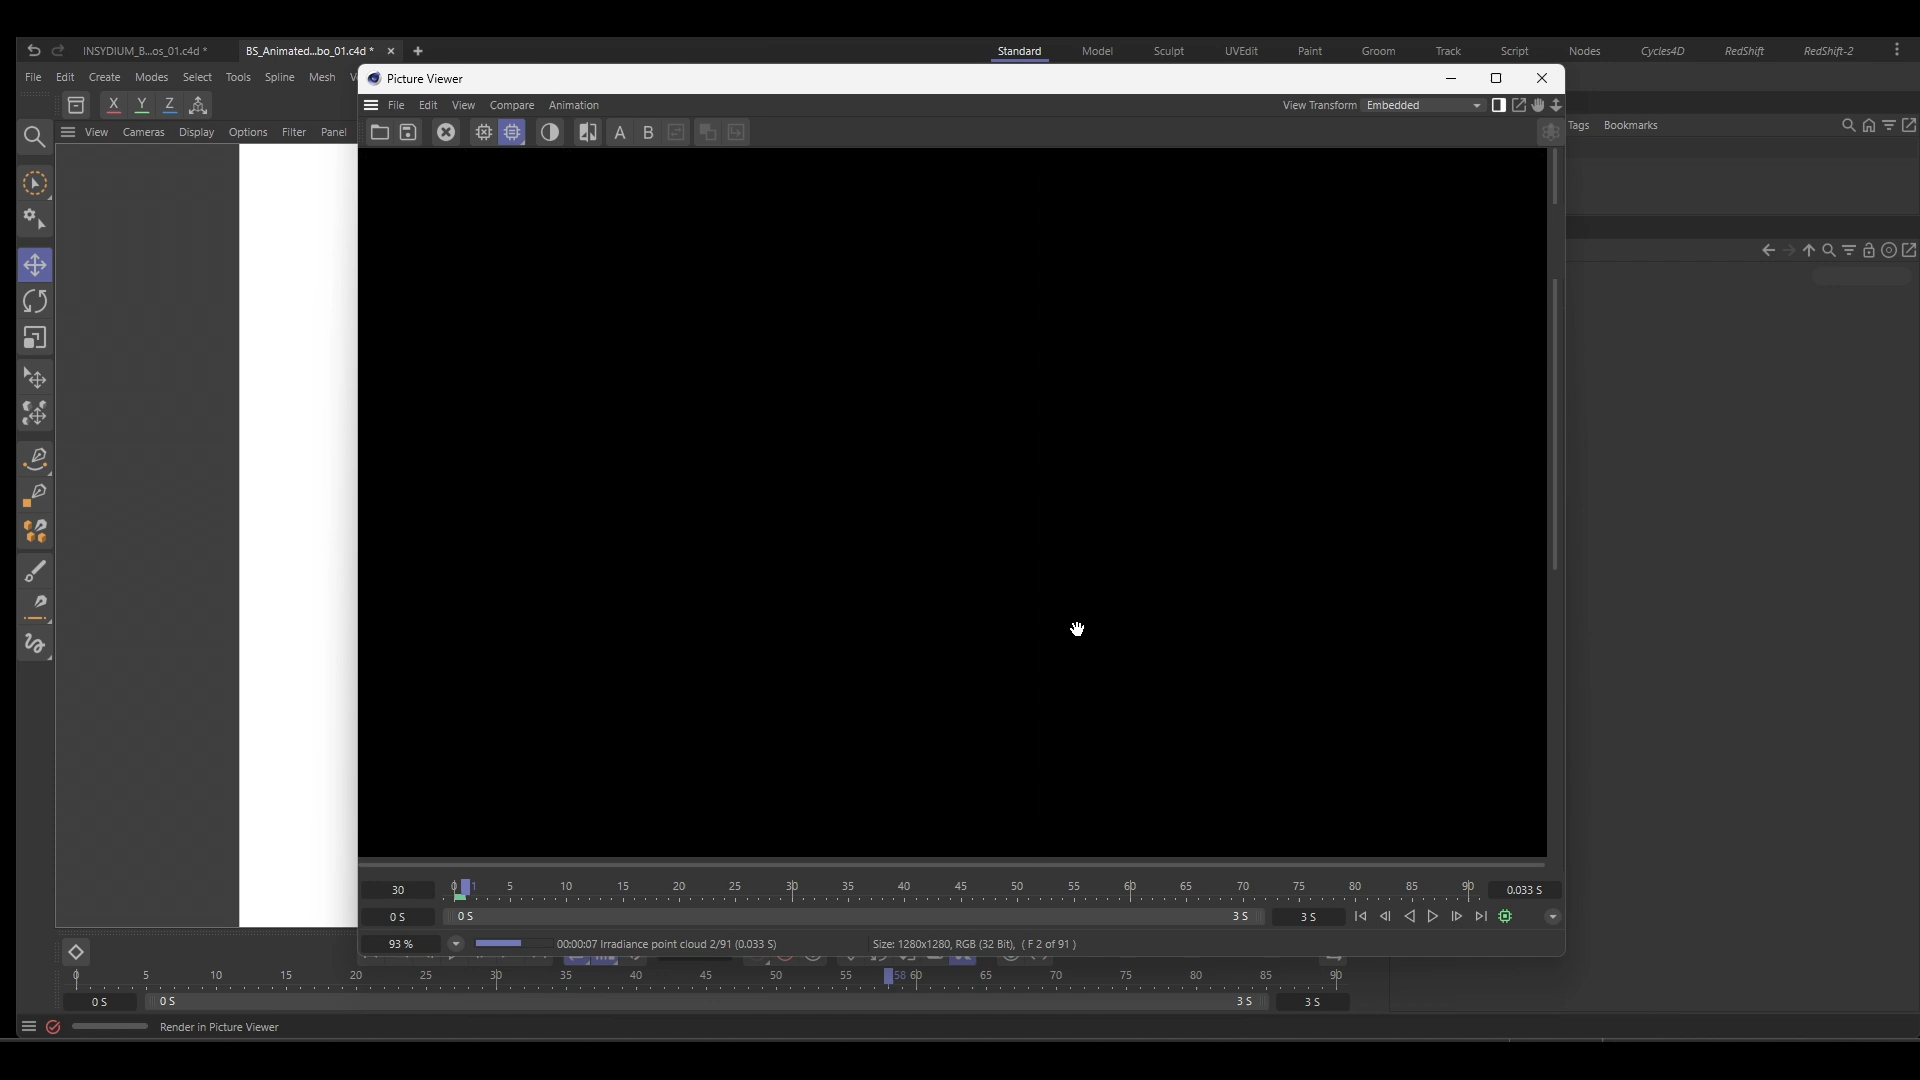 INSYDIUM_B...os_01.c4d *
BS_Animated...bo_01.c4d *
Standard
Model
Sculpt
UVEdit
Paint
Groom
Track
Script
Nodes
Cycles4D
RedShift
RedShift-2
File
Edit
Create
Modes
Select
Tools
Spline
Mesh
Picture Viewer
File
Edit
View
Compare
Animation
View Transform
Embedded
X
Y
Z
View
Cameras
Display
Options
Filter
Panel
A
B
Tags
Bookmarks
30
0
1
5
10
15
20
25
30
35
40
45
50
55
60
65
70
75
80
85
90
0.033 S
0 S
0 S
3 S
3 S
93 %
00:00:07 Irradiance point cloud 2/91 (0.033 S)
Size: 1280x1280, RGB (32 Bit), ( F 2 of 91 )
0
5
10
15
20
25
30
35
40
45
50
55
58
60
65
70
75
80
85
90
0 S
0 S
3 S
3 S
Render in Picture Viewer